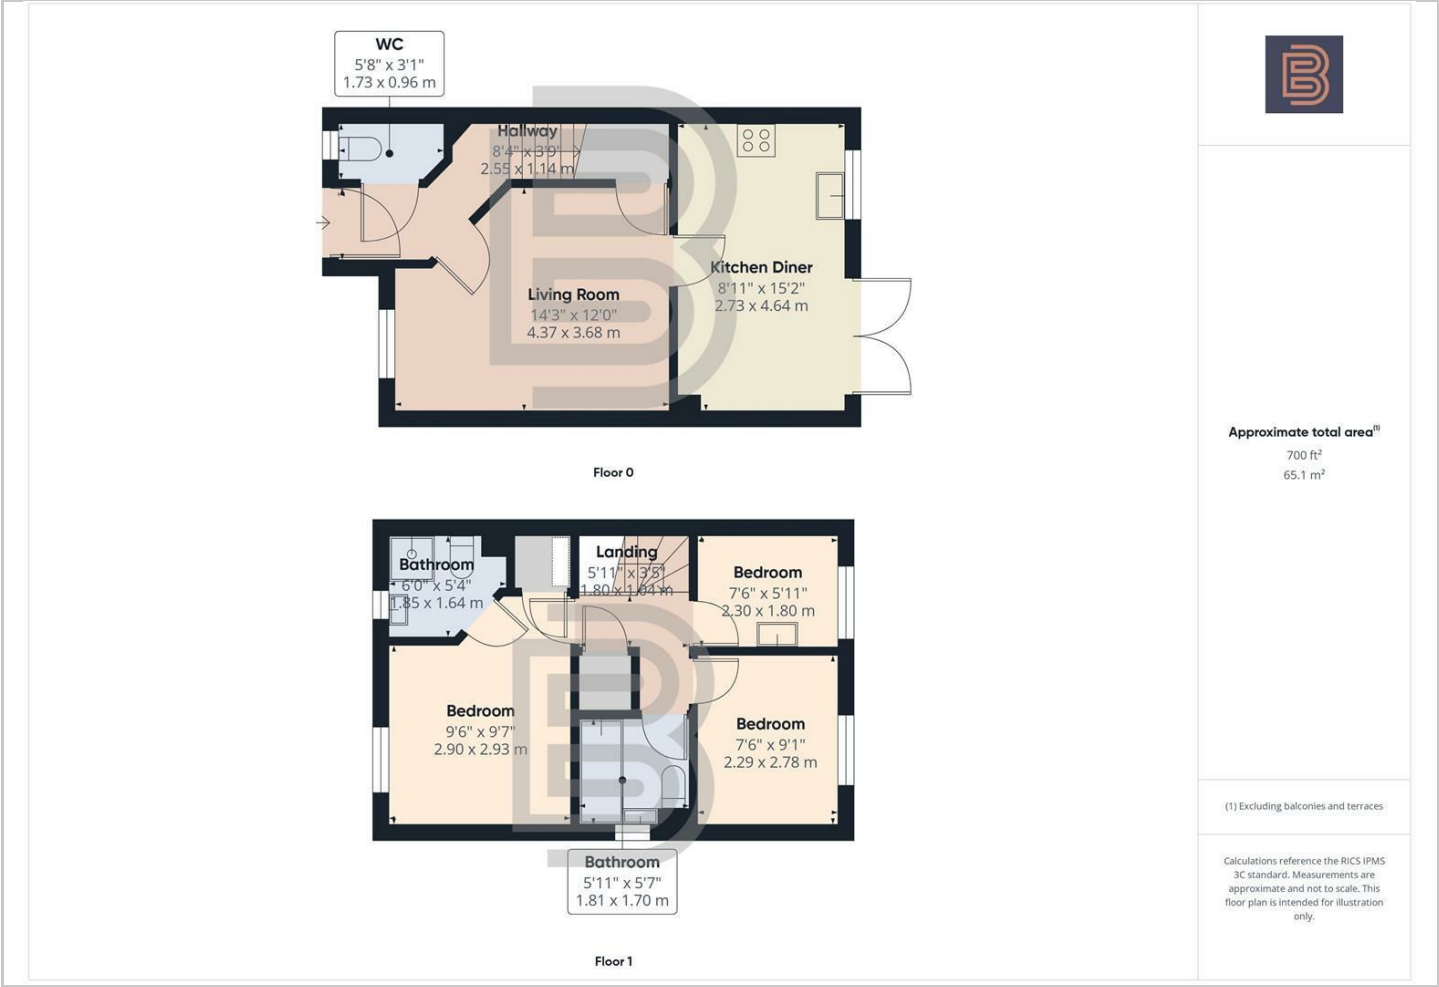 WC
5'8" x 3'1"
1.73 x 0.96 m
Hallway
8'4" x 3'9"
2.55 x 1.14 m
Kitchen Diner
8'11" x 15'2"
2.73 x 4.64 m
Living Room
14'3" x 12'0"
4.37 x 3.68 m
Floor 0
Bathroom
6'0" x 5'4"
1.85 x 1.64 m
Landing
5'11" x 3'5"
1.80 x 1.04 m
Bedroom
7'6" x 5'11"
2.30 x 1.80 m
Bedroom
9'6" x 9'7"
2.90 x 2.93 m
Bedroom
7'6" x 9'1"
2.29 x 2.78 m
Bathroom
5'11" x 5'7"
1.81 x 1.70 m
Floor 1
B
Approximate total area⁽¹⁾
700 ft²
65.1 m²
(1) Excluding balconies and terraces
Calculations reference the RICS IPMS
3C standard. Measurements are
approximate and not to scale. This
floor plan is intended for illustration
only.